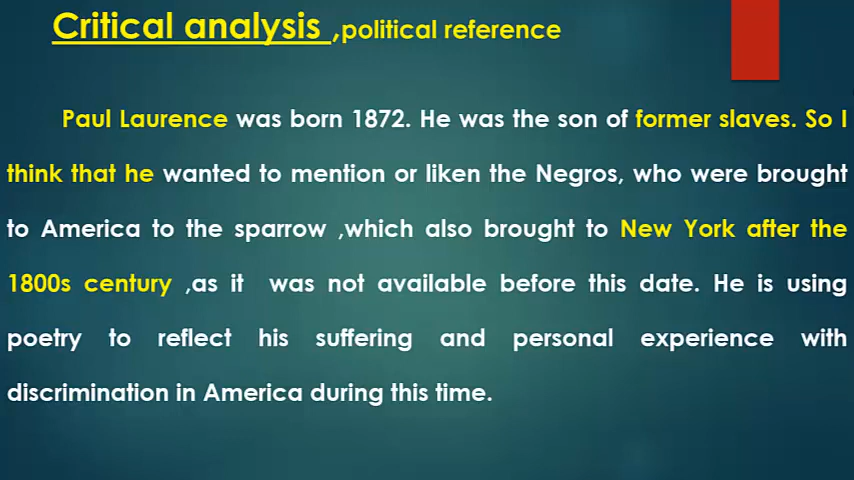 Critical analysis ,political reference
Paul Laurence was born 1872. He was the son of former slaves. So I
think that he wanted to mention or liken the Negros, who were brought
to America to the sparrow ,which also brought to New York after the
1800s century ,as it was not available before this date. He is using
poetry to reflect his suffering and personal experience with
discrimination in America during this time.